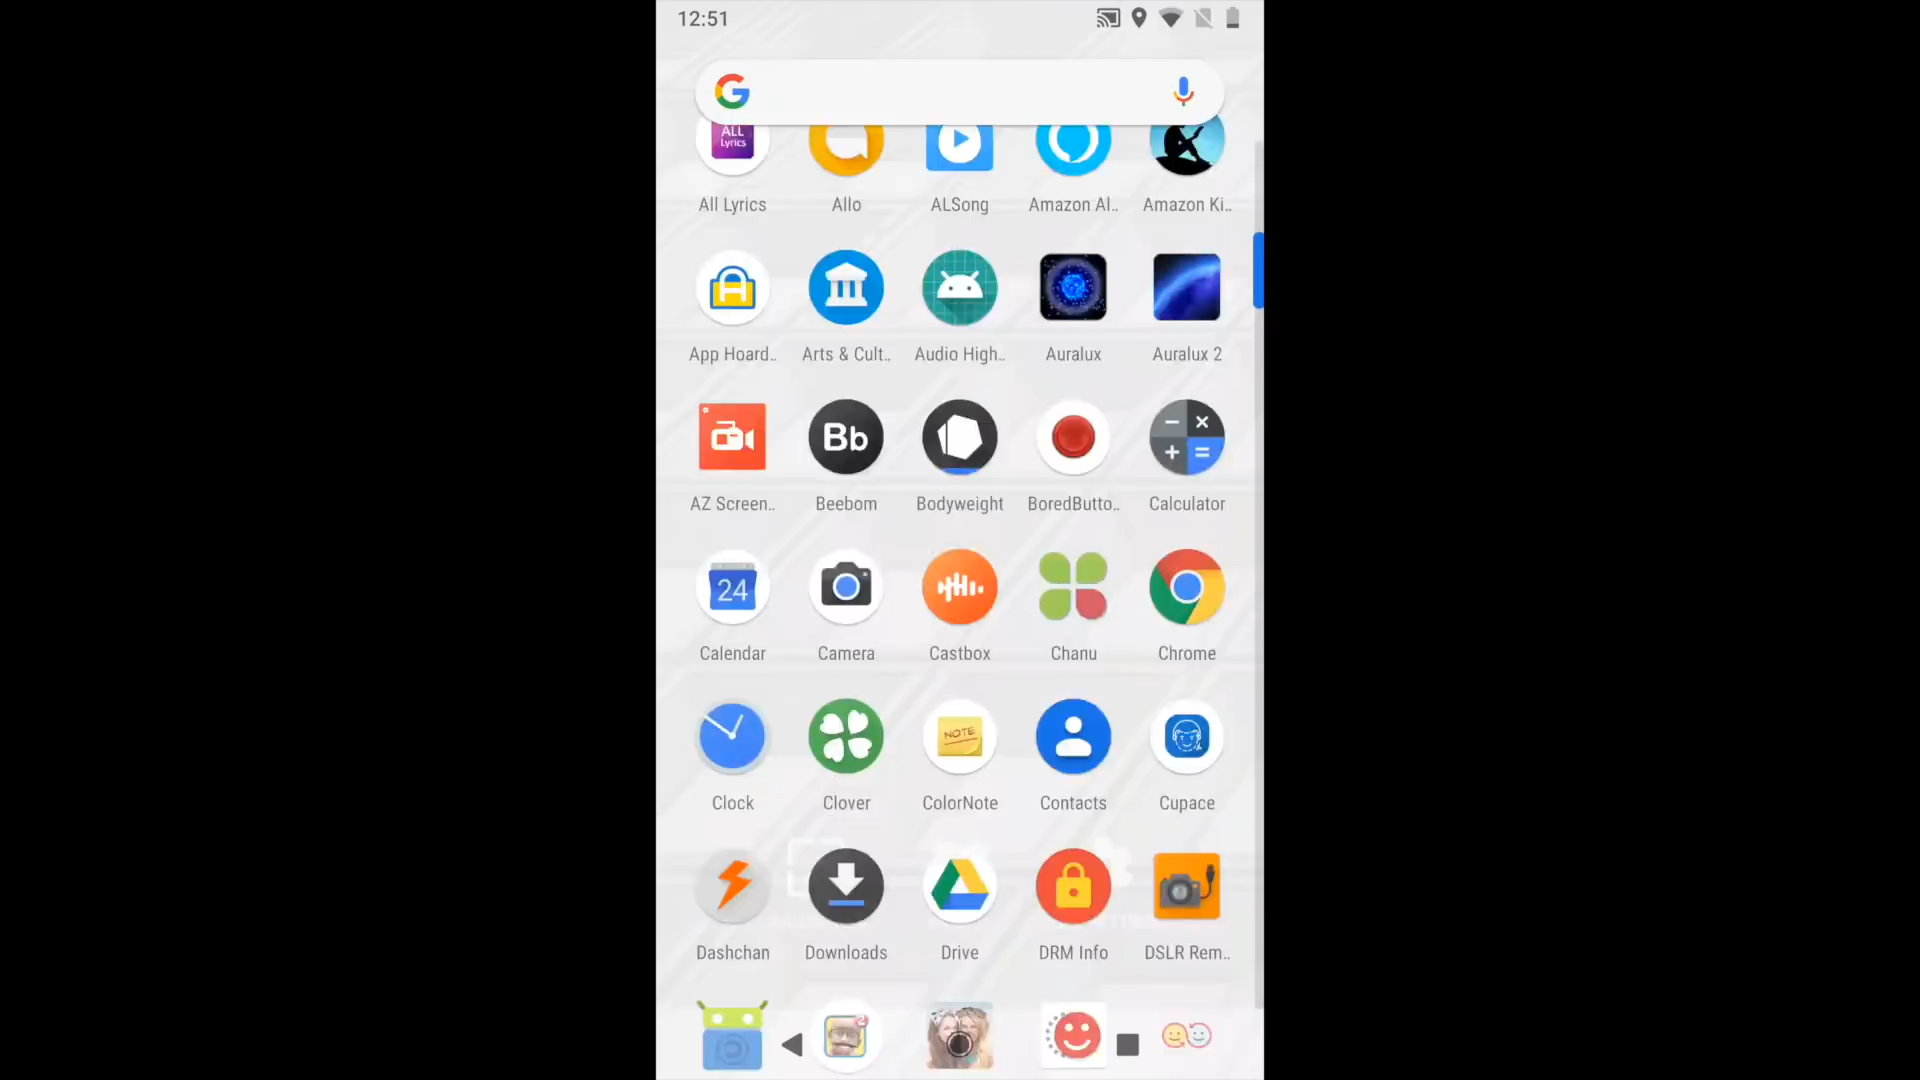 12:51
ALL
Lyrics
All Lyrics Allo ALSong Amazon Al.. Amazon Ki..
App Hoard.. Arts & Cult.. Audio High.. Auralux Auralux 2
Bb
AZ Screen.. Beebom Bodyweight BoredButto.. Calculator
24
Calendar Camera Castbox Chanu Chrome
NOTE
Clock Clover ColorNote Contacts Cupace
Dashchan Downloads Drive DRM Info DSLR Rem..
2